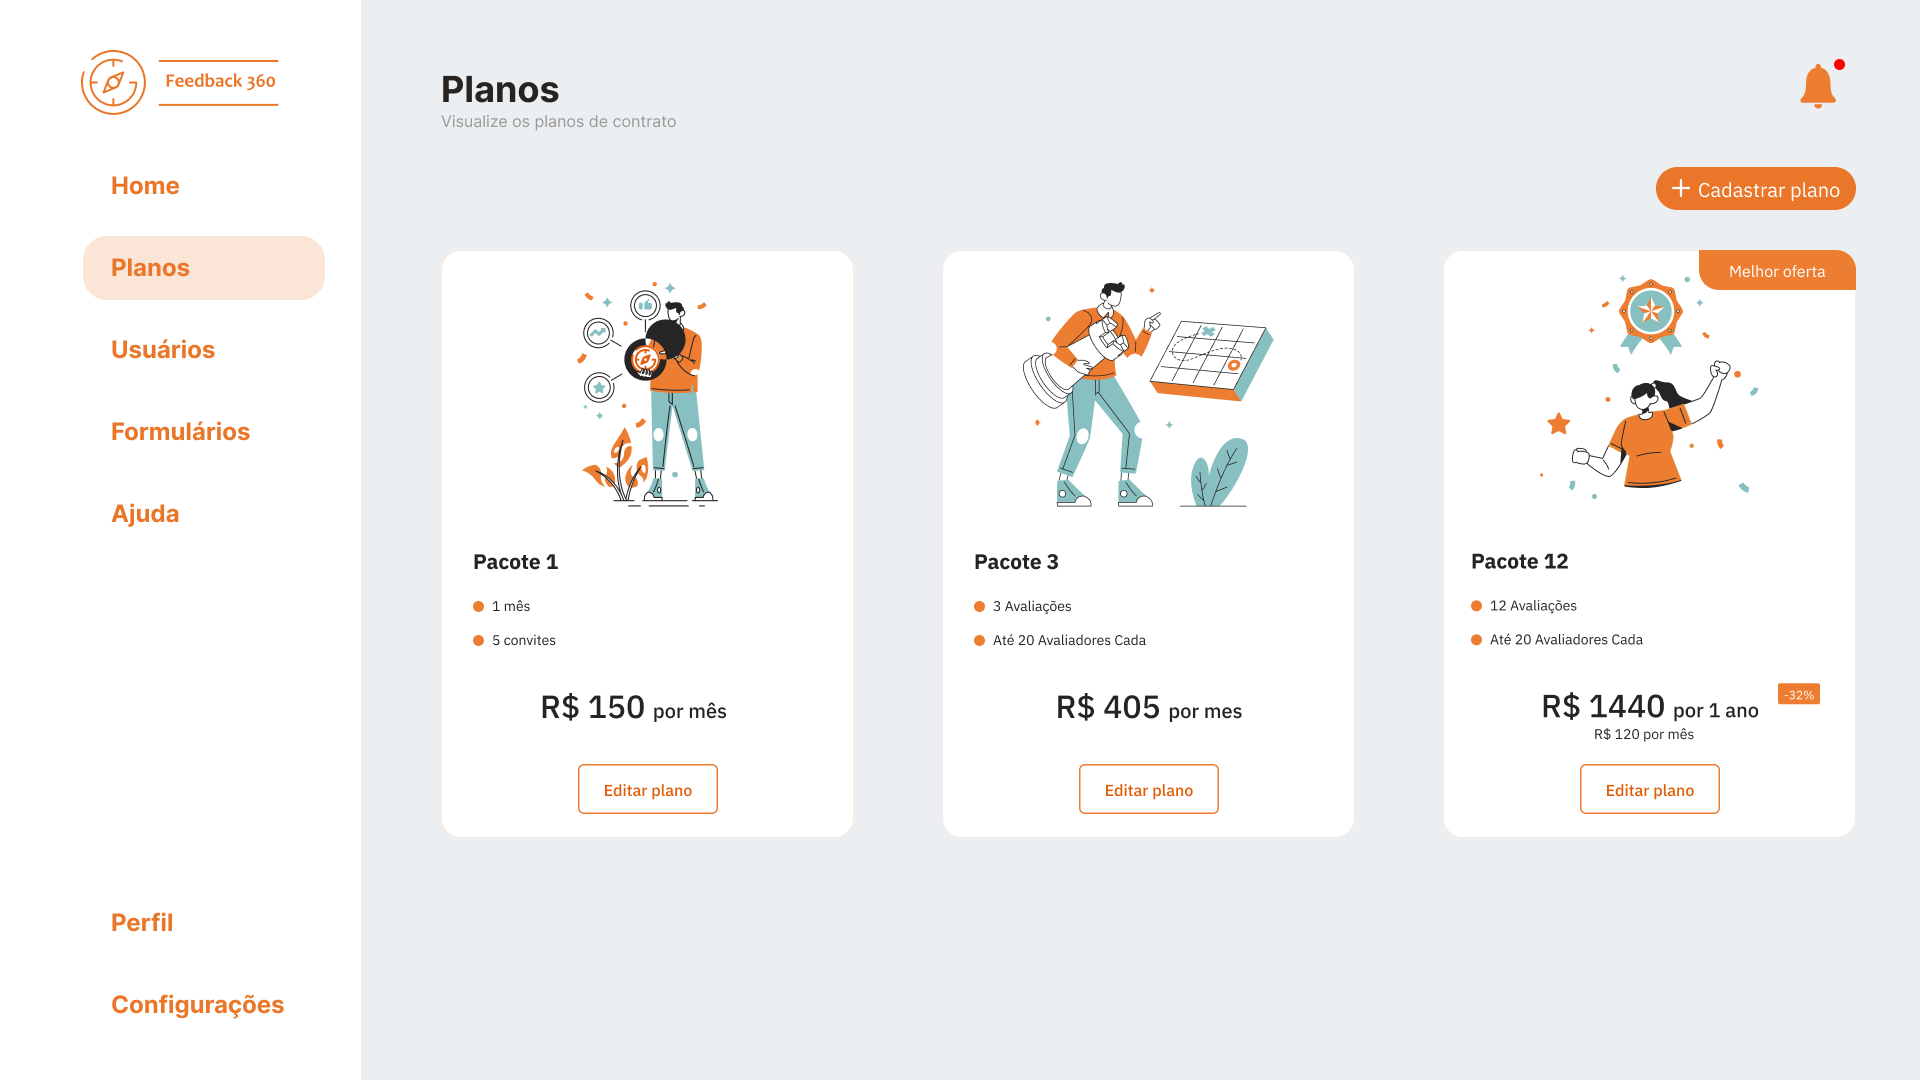 Feedback 360
Home
Planos
Usuários
Formulários
Ajuda
Perfil
Configurações
Planos
Visualize os planos de contrato
Cadastrar plano
Pacote 1
1 mês
5 convites
R$ 150 por mês
Editar plano
Pacote 3
3 Avaliações
Até 20 Avaliadores Cada
R$ 405 por mes
Editar plano
Melhor oferta
Pacote 12
12 Avaliações
Até 20 Avaliadores Cada
-32%
R$ 1440 por 1 ano
R$ 120 por mês
Editar plano